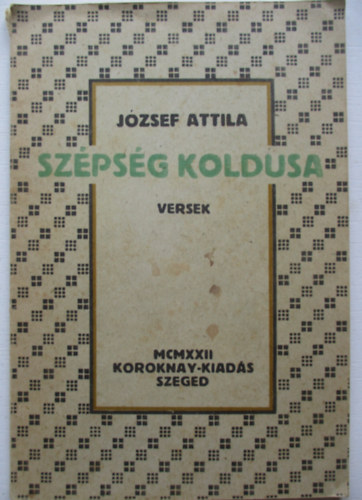 JÓZSEF ATTILA
SZÉPSÉG KOLDUSA
VERSEK
MCMXXII
KOROKNAY-KIADÁS
SZEGED